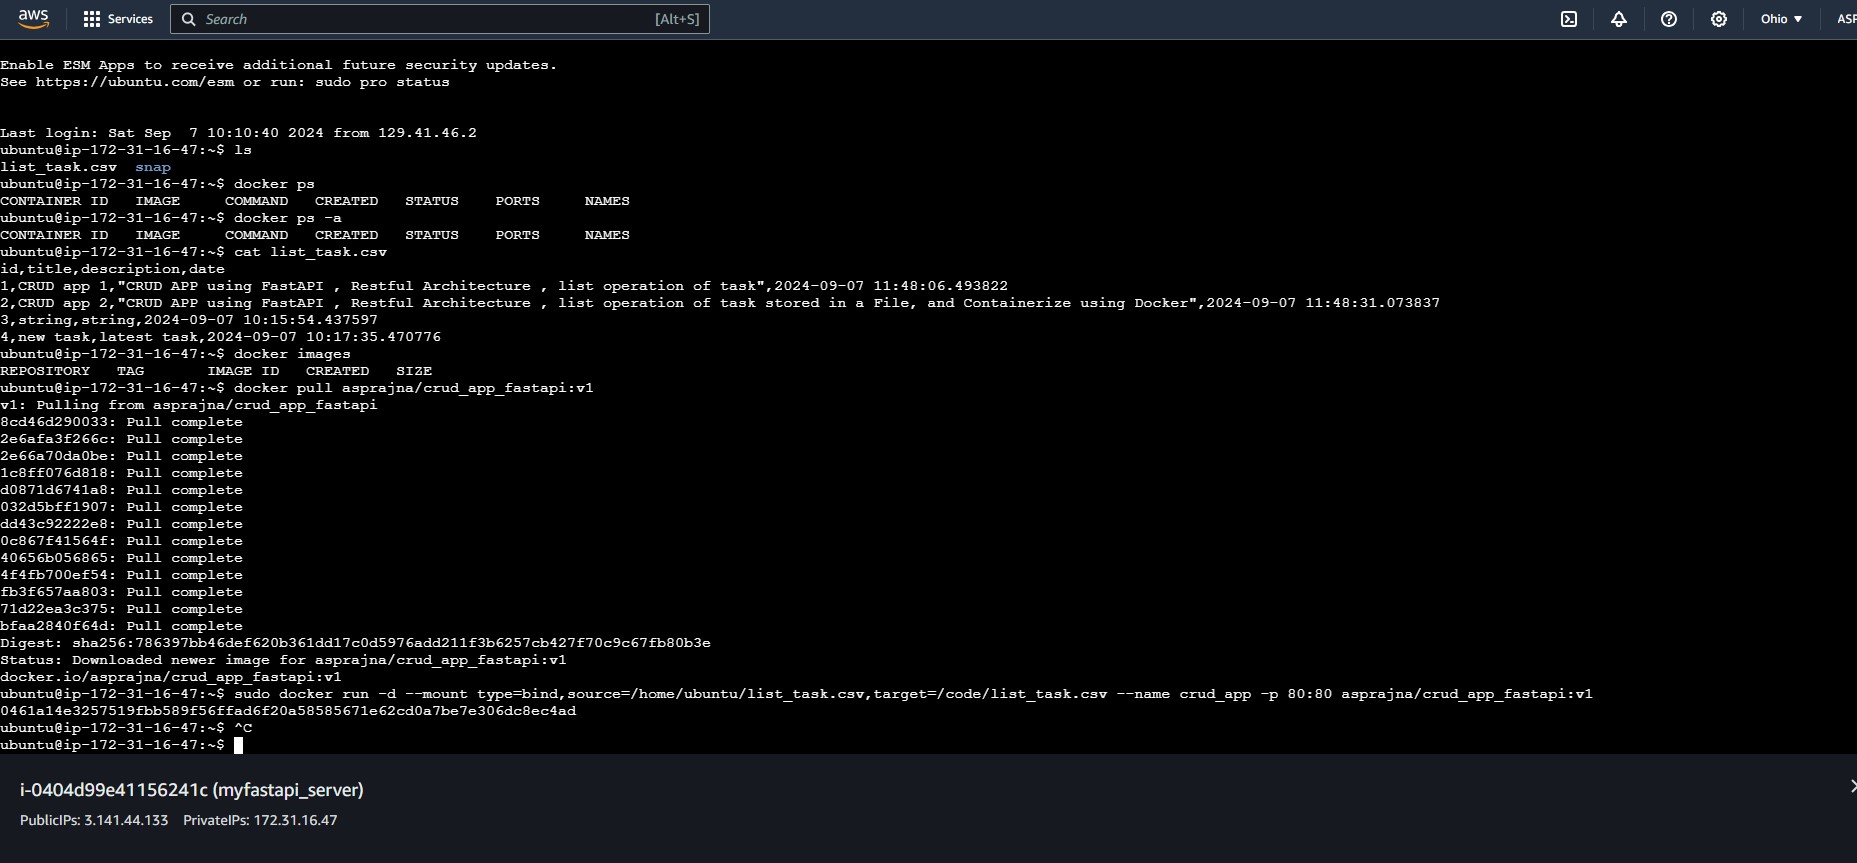 aws Services Search [Alt+S] Ohio ▼ ASP
Enable ESM Apps to receive additional future security updates.
See https://ubuntu.com/esm or run: sudo pro status
Last login: Sat Sep  7 10:10:40 2024 from 129.41.46.2
ubuntu@ip-172-31-16-47:~$ ls
list_task.csv  snap
ubuntu@ip-172-31-16-47:~$ docker ps
CONTAINER ID   IMAGE     COMMAND   CREATED   STATUS    PORTS     NAMES
ubuntu@ip-172-31-16-47:~$ docker ps -a
CONTAINER ID   IMAGE     COMMAND   CREATED   STATUS    PORTS     NAMES
ubuntu@ip-172-31-16-47:~$ cat list_task.csv
id,title,description,date
1,CRUD app 1,"CRUD APP using FastAPI , Restful Architecture , list operation of task",2024-09-07 11:48:06.493822
2,CRUD app 2,"CRUD APP using FastAPI , Restful Architecture , list operation of task stored in a File, and Containerize using Docker",2024-09-07 11:48:31.073837
3,string,string,2024-09-07 10:15:54.437597
4,new task,latest task,2024-09-07 10:17:35.470776
ubuntu@ip-172-31-16-47:~$ docker images
REPOSITORY   TAG       IMAGE ID   CREATED   SIZE
ubuntu@ip-172-31-16-47:~$ docker pull asprajna/crud_app_fastapi:v1
v1: Pulling from asprajna/crud_app_fastapi
8cd46d290033: Pull complete
2e6afa3f266c: Pull complete
2e66a70da0be: Pull complete
1c8ff076d818: Pull complete
d0871d6741a8: Pull complete
032d5bff1907: Pull complete
dd43c92222e8: Pull complete
0c867f41564f: Pull complete
40656b056865: Pull complete
4f4fb700ef54: Pull complete
fb3f657aa803: Pull complete
71d22ea3c375: Pull complete
bfaa2840f64d: Pull complete
Digest: sha256:786397bb46def620b361dd17c0d5976add211f3b6257cb427f70c9c67fb80b3e
Status: Downloaded newer image for asprajna/crud_app_fastapi:v1
docker.io/asprajna/crud_app_fastapi:v1
ubuntu@ip-172-31-16-47:~$ sudo docker run -d --mount type=bind,source=/home/ubuntu/list_task.csv,target=/code/list_task.csv --name crud_app -p 80:80 asprajna/crud_app_fastapi:v1
0461a14e3257519fbb589f56ffad6f20a58585671e62cd0a7be7e306dc8ec4ad
ubuntu@ip-172-31-16-47:~$ ^C
ubuntu@ip-172-31-16-47:~$
i-0404d99e41156241c (myfastapi_server)
PublicIPs: 3.141.44.133 PrivateIPs: 172.31.16.47